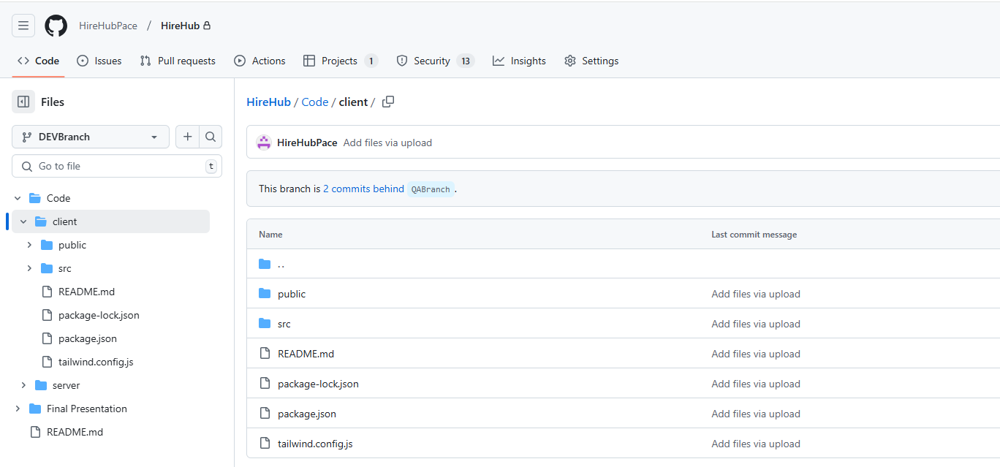 HireHubPace / HireHub
Code Issues Pull requests Actions Projects 1 Security 13 Insights Settings
Files
DEVBranch
Go to file t
Code
client
public
src
README.md
package-lock.json
package.json
tailwind.config.js
server
Final Presentation
README.md
HireHub / Code / client /
HireHubPace Add files via upload
This branch is 2 commits behind QABranch .
Name Last commit message
..
public Add files via upload
src Add files via upload
README.md Add files via upload
package-lock.json Add files via upload
package.json Add files via upload
tailwind.config.js Add files via upload